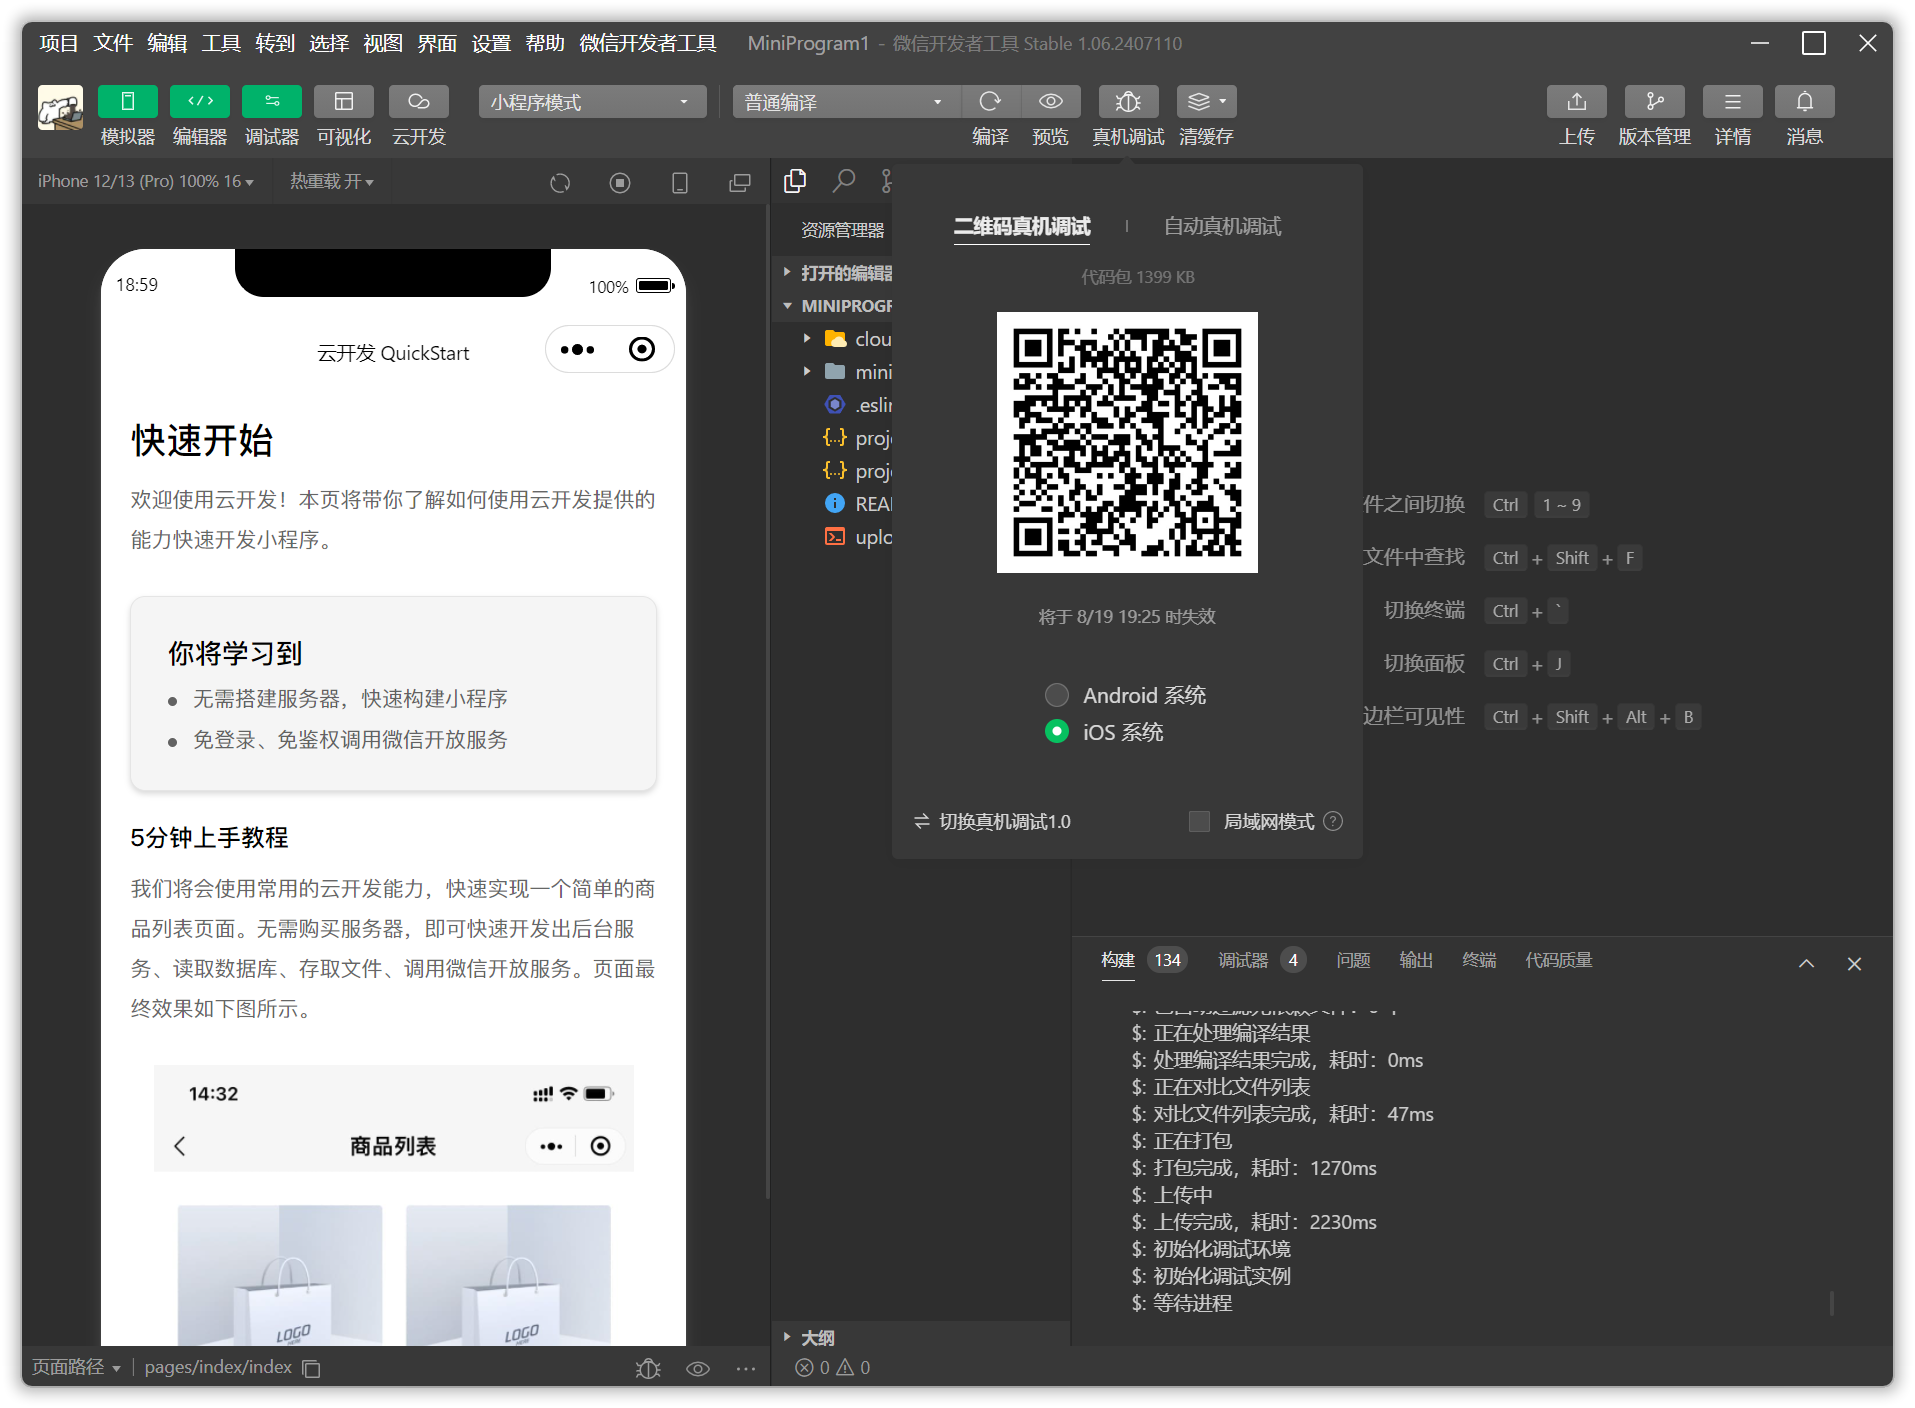 项目 文件 编辑 工具 转到 选择 视图 界面 设置 帮助 微信开发者工具 MiniProgram1 - 微信开发者工具 Stable 1.06.2407110
模拟器 编辑器 调试器 可视化 云开发
小程序模式
普通编译
编译 预览 真机调试 清缓存
上传 版本管理 详情 消息
iPhone 12/13 (Pro) 100% 16
热重载 开
18:59
100%
云开发 QuickStart
快速开始
欢迎使用云开发！本页将带你了解如何使用云开发提供的
能力快速开发小程序。
你将学习到
无需搭建服务器，快速构建小程序
免登录、免鉴权调用微信开放服务
5分钟上手教程
我们将会使用常用的云开发能力，快速实现一个简单的商
品列表页面。无需购买服务器，即可快速开发出后台服
务、读取数据库、存取文件、调用微信开放服务。页面最
终效果如下图所示。
14:32
商品列表
LOGO
LOGO
页面路径
pages/index/index
资源管理器
打开的编辑器
MINIPROGR
clou
mini
.eslin
proje
proje
REA
uplo
大纲
0 0
二维码真机调试
自动真机调试
代码包 1399 KB
将于 8/19 19:25 时失效
Android 系统
iOS 系统
切换真机调试1.0
局域网模式 ?
件之间切换 Ctrl 1 ~ 9
文件中查找 Ctrl + Shift + F
切换终端 Ctrl + `
切换面板 Ctrl + J
边栏可见性 Ctrl + Shift + Alt + B
构建 134 调试器 4 问题 输出 终端 代码质量
$: 正在处理编译结果
$: 处理编译结果完成，耗时：0ms
$: 正在对比文件列表
$: 对比文件列表完成，耗时：47ms
$: 正在打包
$: 打包完成，耗时：1270ms
$: 上传中
$: 上传完成，耗时：2230ms
$: 初始化调试环境
$: 初始化调试实例
$: 等待进程